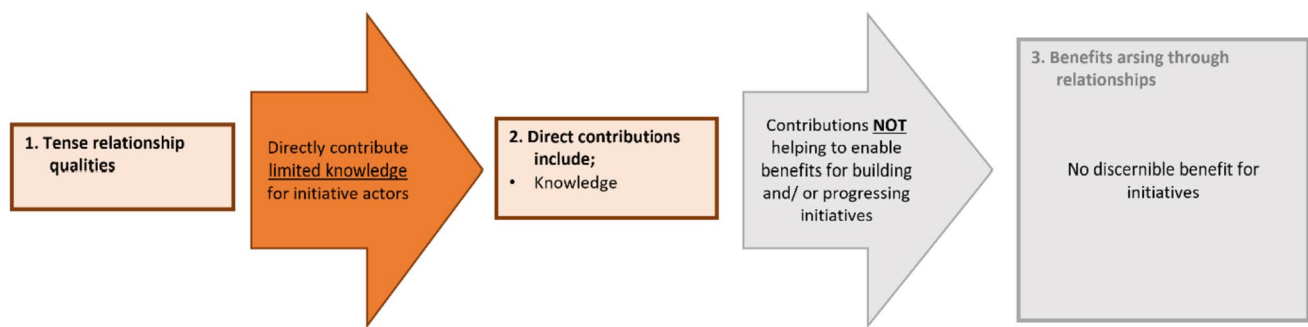 1. Tense relationship
qualities
Directly contribute
limited knowledge
for initiative actors
2. Direct contributions
include;
• Knowledge
Contributions NOT
helping to enable
benefits for building
and/ or progressing
initiatives
3. Benefits arsing through
relationships
No discernible benefit for
initiatives